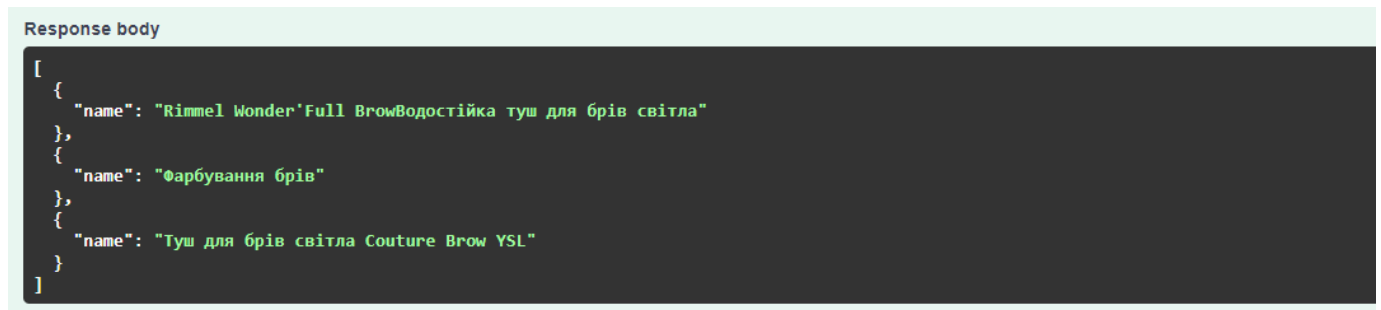 Response body
[
{
"name": "Rimmel Wonder'Full BrowВодостійка туш для брів світла"
},
{
"name": "Фарбування брів"
},
{
"name": "Туш для брів світла Couture Brow YSL"
}
]